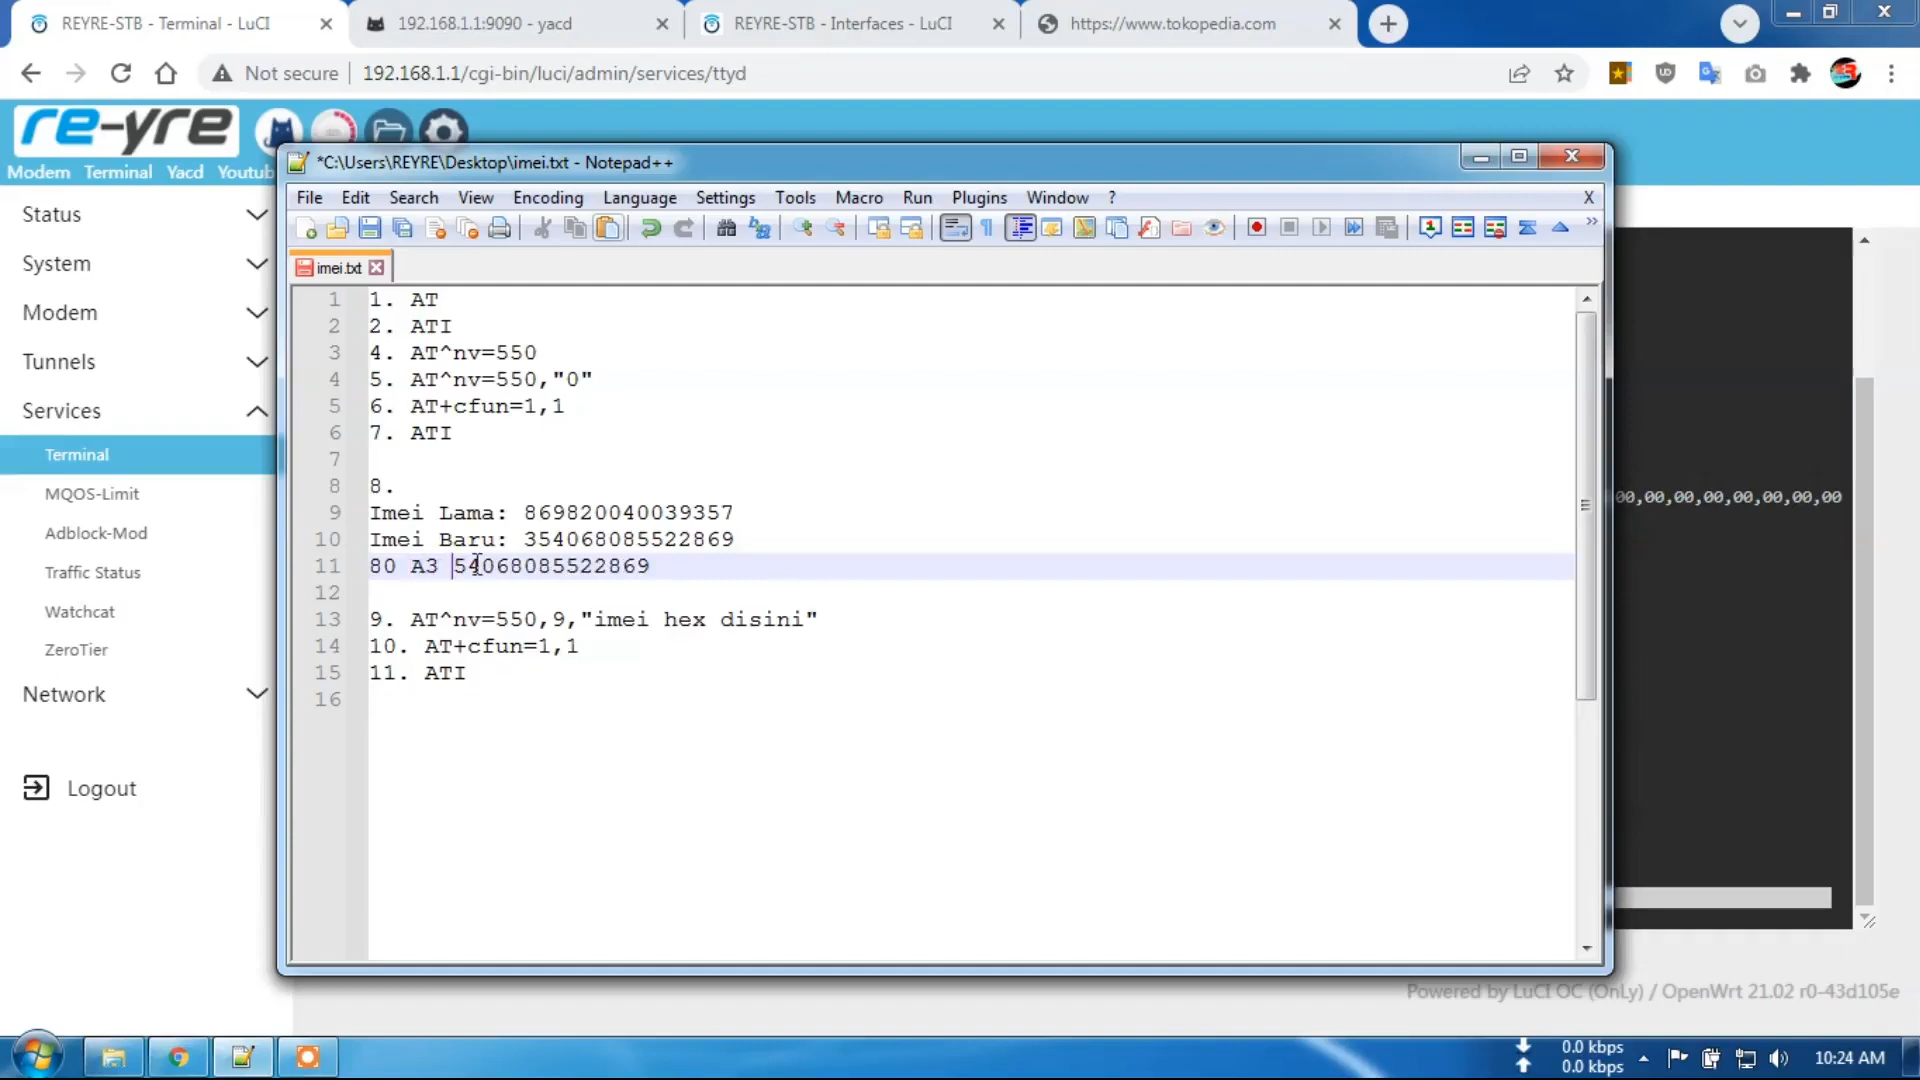 REYRE-STB - Terminal - LuCI
192.168.1.1:9090 - yacd
REYRE-STB - Interfaces - LuCI
https://www.tokopedia.com
Not secure
192.168.1.1/cgi-bin/luci/admin/services/ttyd
re-yre
Modem Terminal Yacd Youtub
Status
System
Modem
Tunnels
Services
Terminal
MQOS-Limit
Adblock-Mod
Youtube-Mod
Traffic Status
Watchcat
ZeroTier
Network
Logout
*C:\Users\REYRE\Desktop\imei.txt - Notepad++
File Edit Search View Encoding Language Settings Tools Macro Run Plugins Window ? X
imei.txt
1 1. AT
2 2. ATI
3 4. AT^nv=550
4 5. AT^nv=550,"0"
5 6. AT+cfun=1,1
6 7. ATI
7
8 8.
9 Imei Lama: 869820040039357
10 Imei Baru: 354068085522869
11 80 A3 54068085522869
12
13 9. AT^nv=550,9,"imei hex disini"
14 10. AT+cfun=1,1
15 11. ATI
16
00,00,00,00,00,00,00,00
Powered by LuCI OC (OnLy) / OpenWrt 21.02 r0-43d105e
0.0 kbps
0.0 kbps
10:24 AM